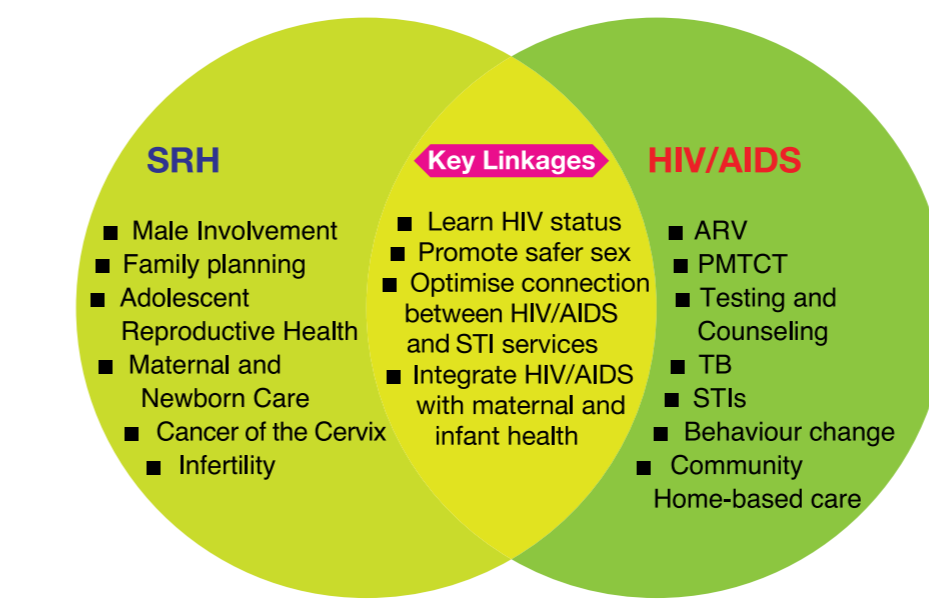 SRH
■ Male Involvement
■ Family planning
■ Adolescent
Reproductive Health
■ Maternal and
Newborn Care
■ Cancer of the Cervix
■ Infertility
Key Linkages
■ Learn HIV status
■ Promote safer sex
■ Optimise connection
between HIV/AIDS
and STI services
■ Integrate HIV/AIDS
with maternal and
infant health
HIV/AIDS
■ ARV
■ PMTCT
■ Testing and
Counseling
■ TB
■ STIs
■ Behaviour change
■ Community
Home-based care